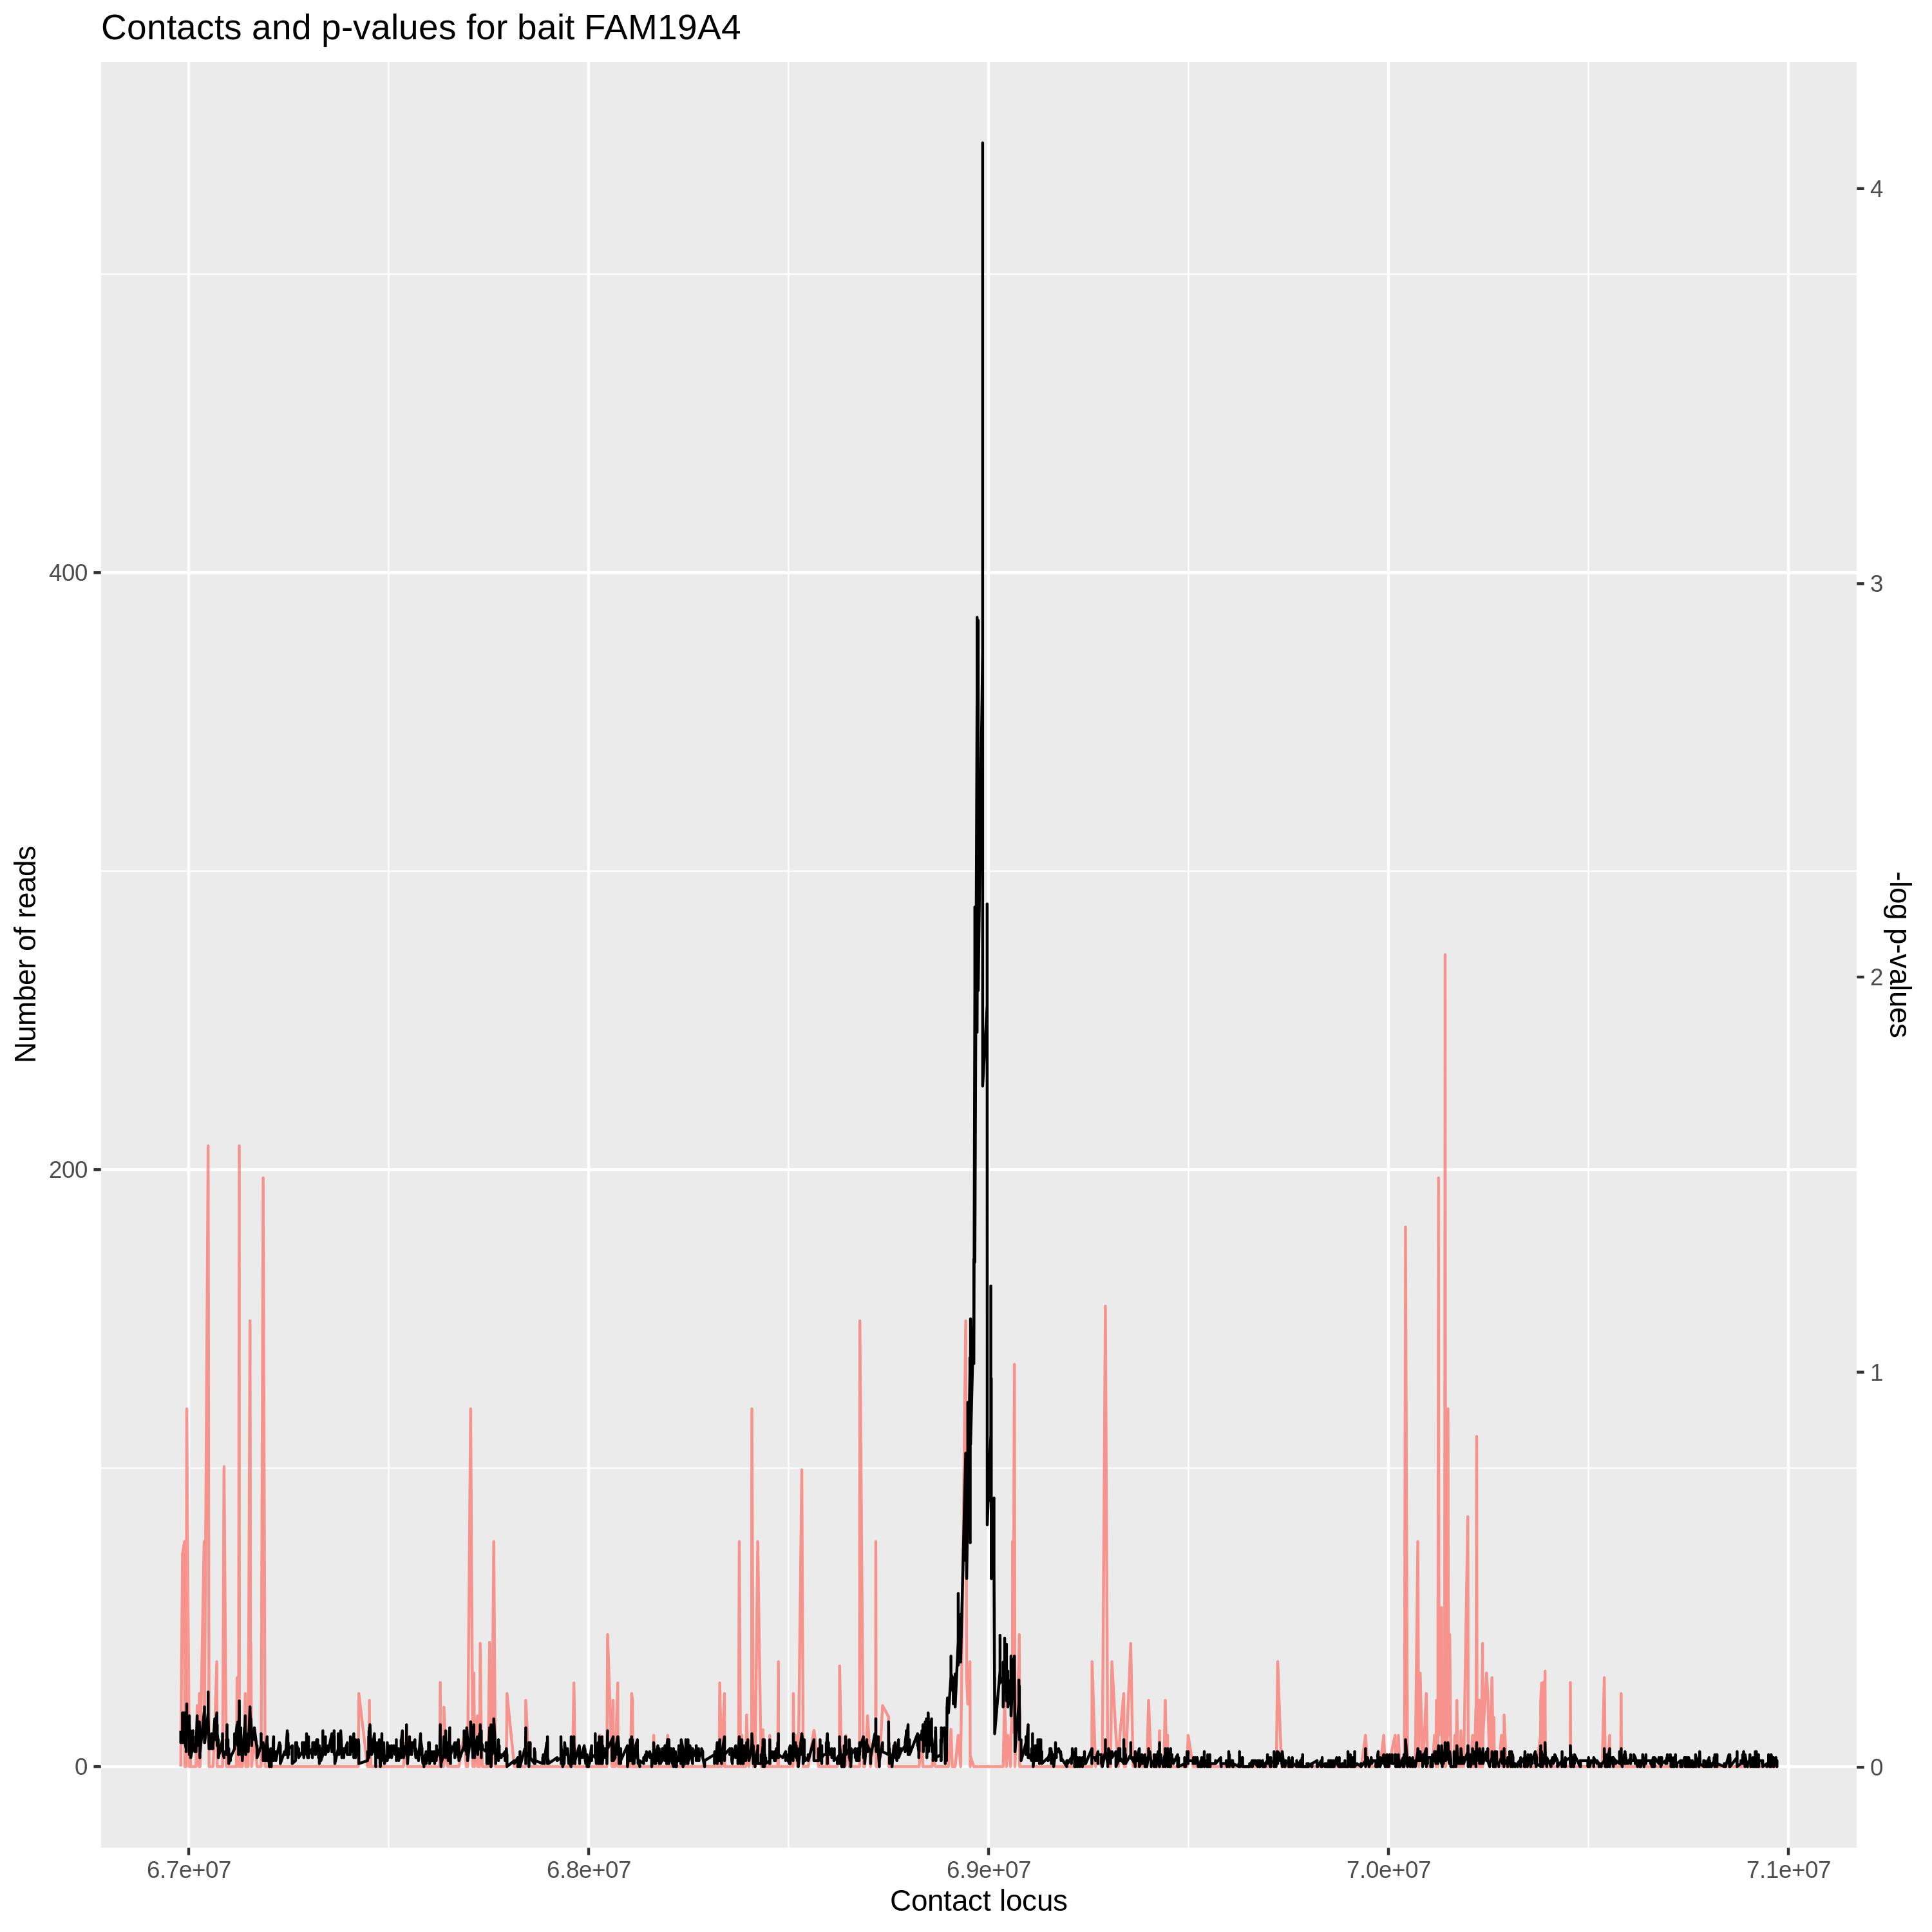 Contacts and p-values for bait FAM19A4
Number of reads
400
200
0
4
3
2
1
0
-log p-values
6.7e+07 6.8e+07 6.9e+07 7.0e+07 7.1e+07
Contact locus